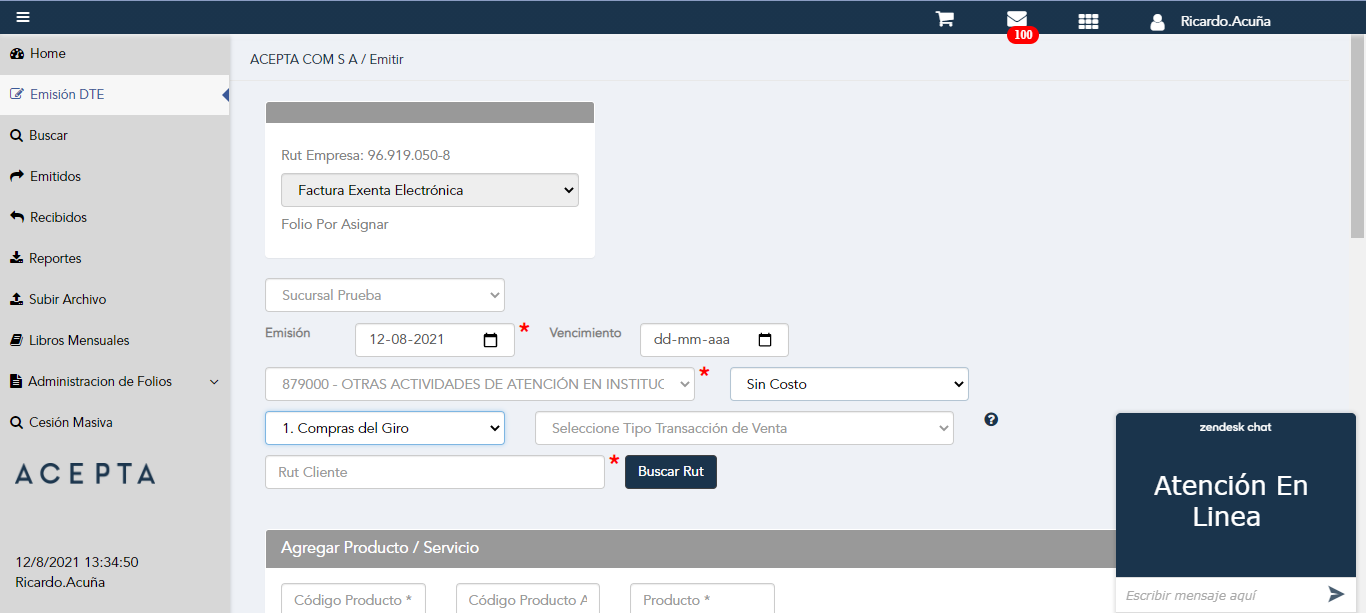 100
Ricardo.Acuña
Home
Emisión DTE
Buscar
Emitidos
Recibidos
Reportes
Subir Archivo
Libros Mensuales
Administracion de Folios
Cesión Masiva
ACEPTA
12/8/2021 13:34:50
Ricardo.Acuña
ACEPTA COM S A / Emitir
Rut Empresa: 96.919.050-8
Factura Exenta Electrónica
Folio Por Asignar
Sucursal Prueba
Emisión 12-08-2021 * Vencimiento dd-mm-aaa
879000 - OTRAS ACTIVIDADES DE ATENCIÓN EN INSTITUC * Sin Costo
1. Compras del Giro Seleccione Tipo Transacción de Venta ?
Rut Cliente * Buscar Rut
Agregar Producto / Servicio
Código Producto * Código Producto A Producto *
zendesk chat
Atención En
Linea
Escribir mensaje aquí